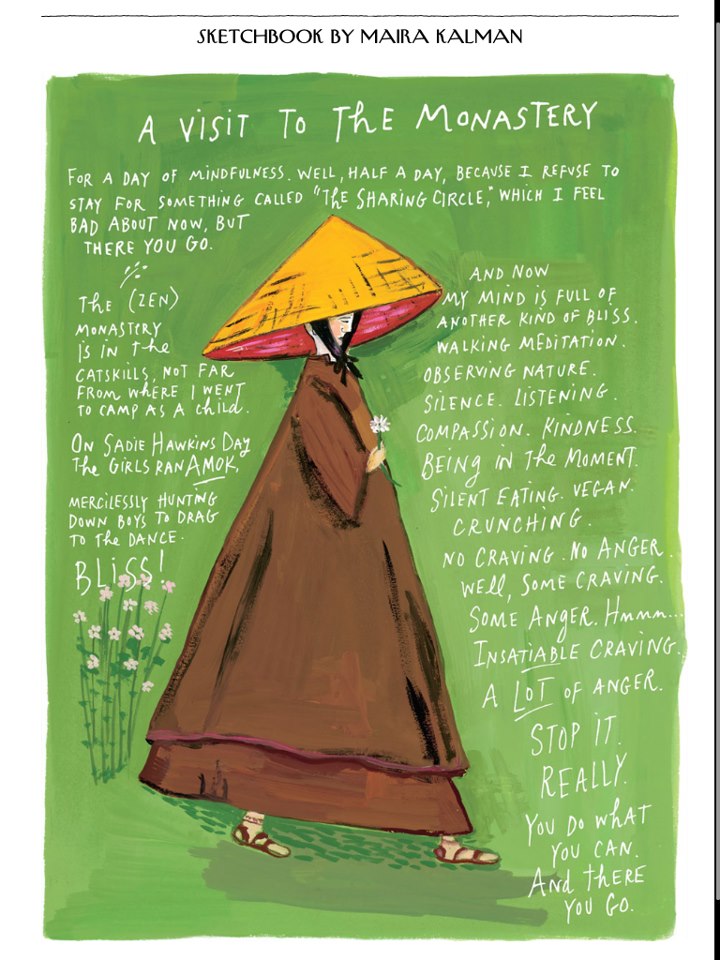 SKETCHBOOK BY MAIRA KALMAN
A VISIT TO THE MONASTERY
FOR A DAY OF MINDFULNESS. WELL, HALF A DAY, BECAUSE I REFUSE TO
STAY FOR SOMETHING CALLED "THE SHARING CIRCLE," WHICH I FEEL
BAD ABOUT NOW, BUT
THERE YOU GO.
THE (ZEN)
MONASTERY
IS IN THE
CATSKILLS, NOT FAR
FROM WHERE I WENT
TO CAMP AS A CHILD.
ON SADIE HAWKINS DAY
THE GIRLS RAN AMOK,
MERCILESSLY HUNTING
DOWN BOYS TO DRAG
TO THE DANCE.
BLISS!
AND NOW
MY MIND IS FULL OF
ANOTHER KIND OF BLISS.
WALKING MEDITATION.
OBSERVING NATURE.
SILENCE. LISTENING.
COMPASSION. KINDNESS.
BEING IN THE MOMENT.
SILENT EATING. VEGAN.
CRUNCHING.
NO CRAVING. NO ANGER.
WELL, SOME CRAVING.
SOME ANGER. HMMM...
INSATIABLE CRAVING.
A LOT OF ANGER.
STOP IT.
REALLY.
YOU DO WHAT
YOU CAN.
AND THERE
YOU GO.